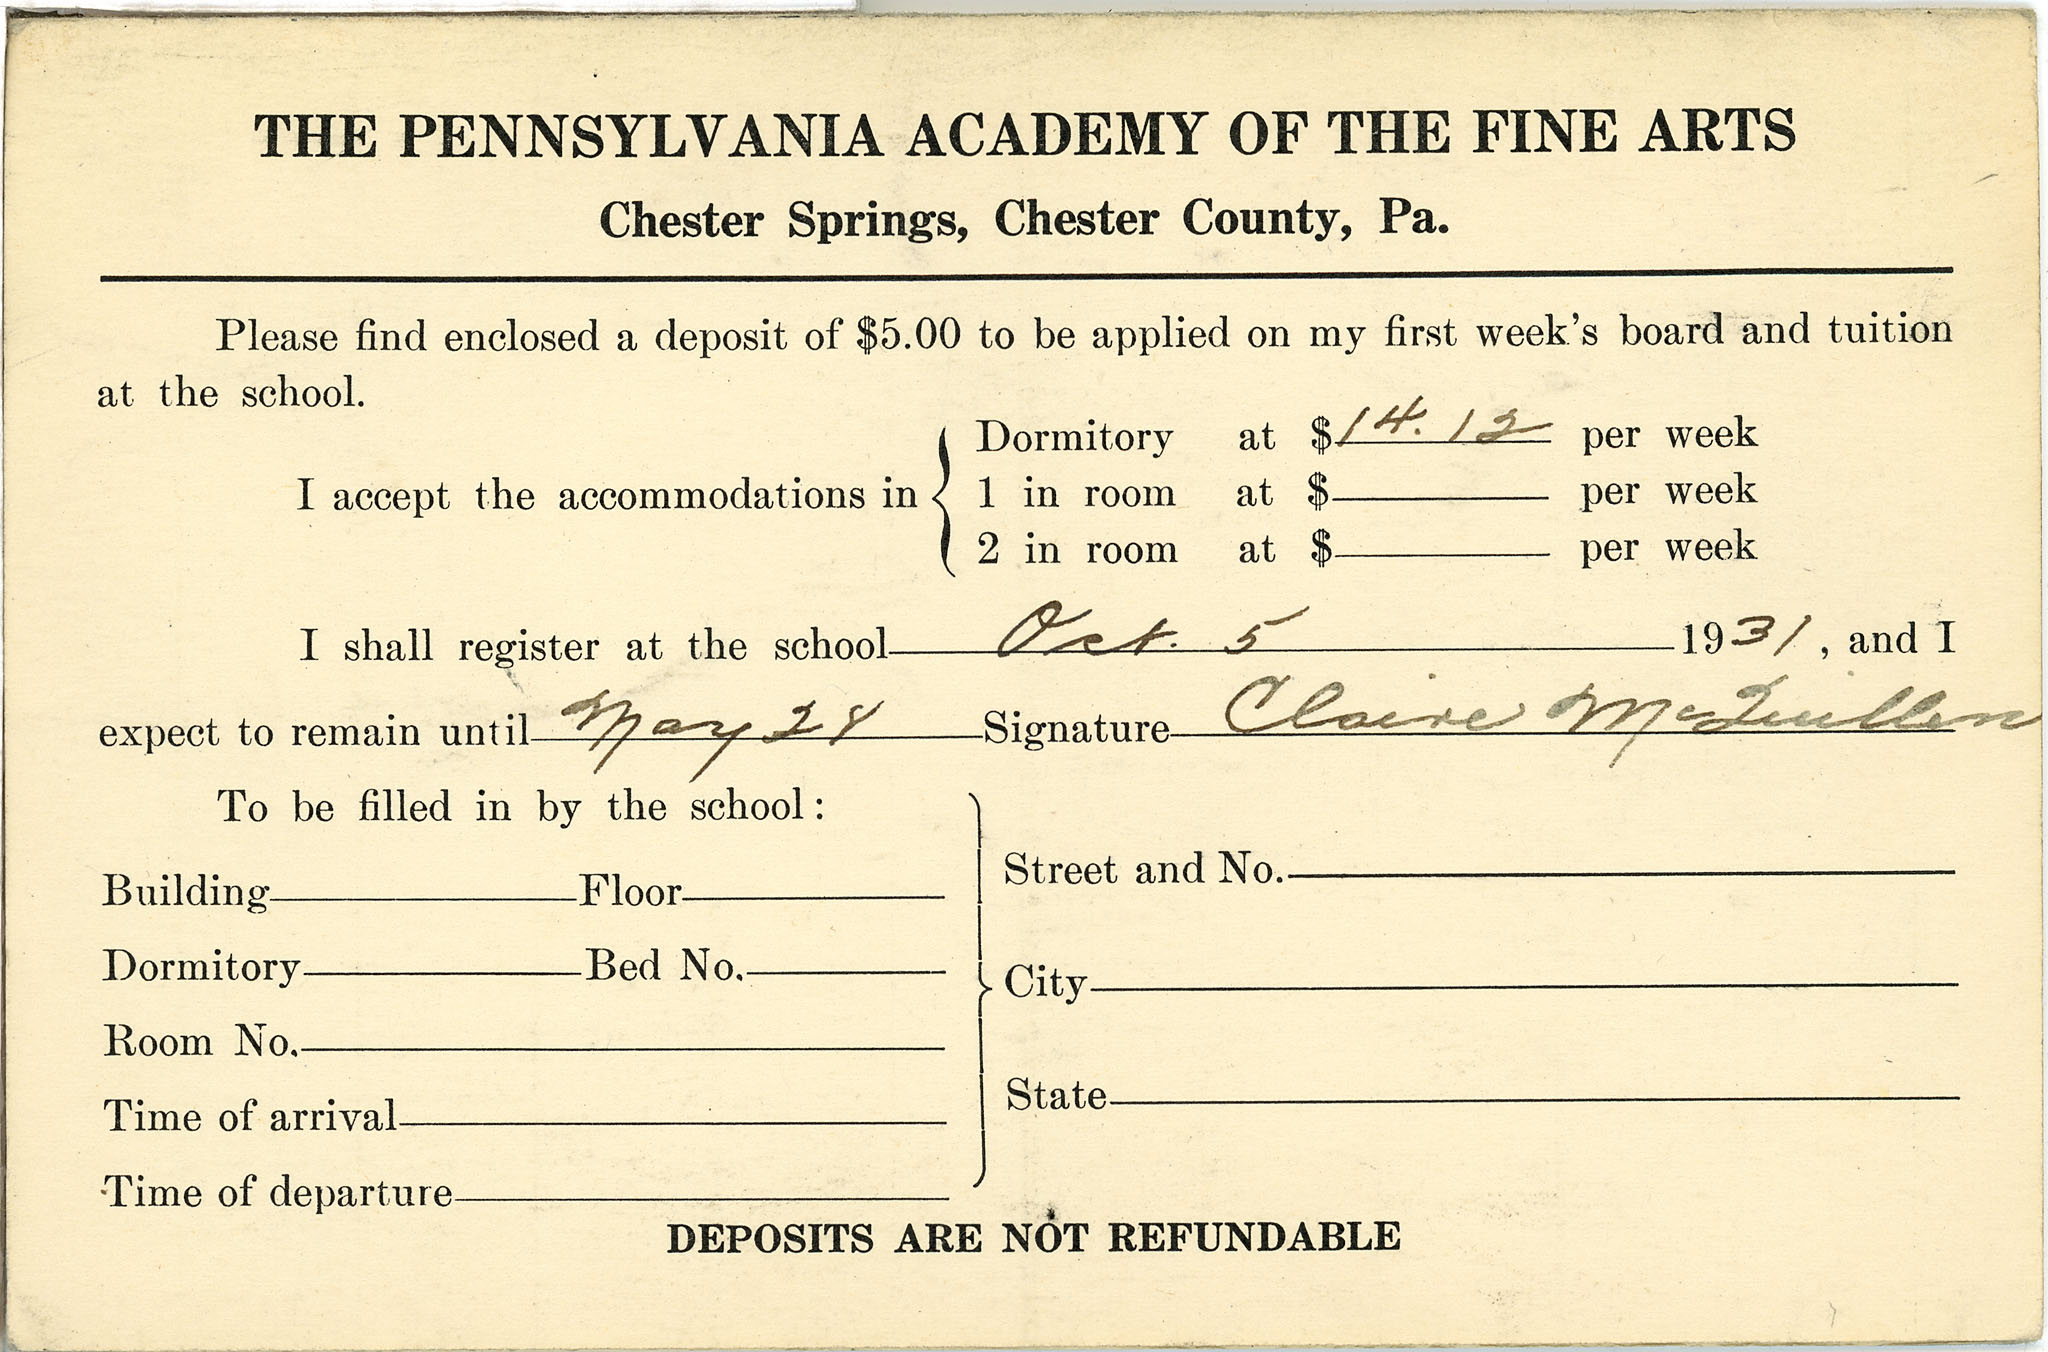 THE PENNSYLVANIA ACADEMY OF THE FINE ARTS
Chester Springs, Chester County, Pa.
Please find enclosed a deposit of $5.00 to be applied on my first week's board and tuition
at the school.
Dormitory at $14.12 per week
I accept the accommodations in { 1 in room at $ per week
2 in room at $ per week
I shall register at the school Oct. 5 1931, and I
expect to remain until May 28 Signature Claire McQuillen
To be filled in by the school:
Building Floor
Dormitory Bed No.
Room No.
Time of arrival
Time of departure
Street and No.
City
State
DEPOSITS ARE NOT REFUNDABLE